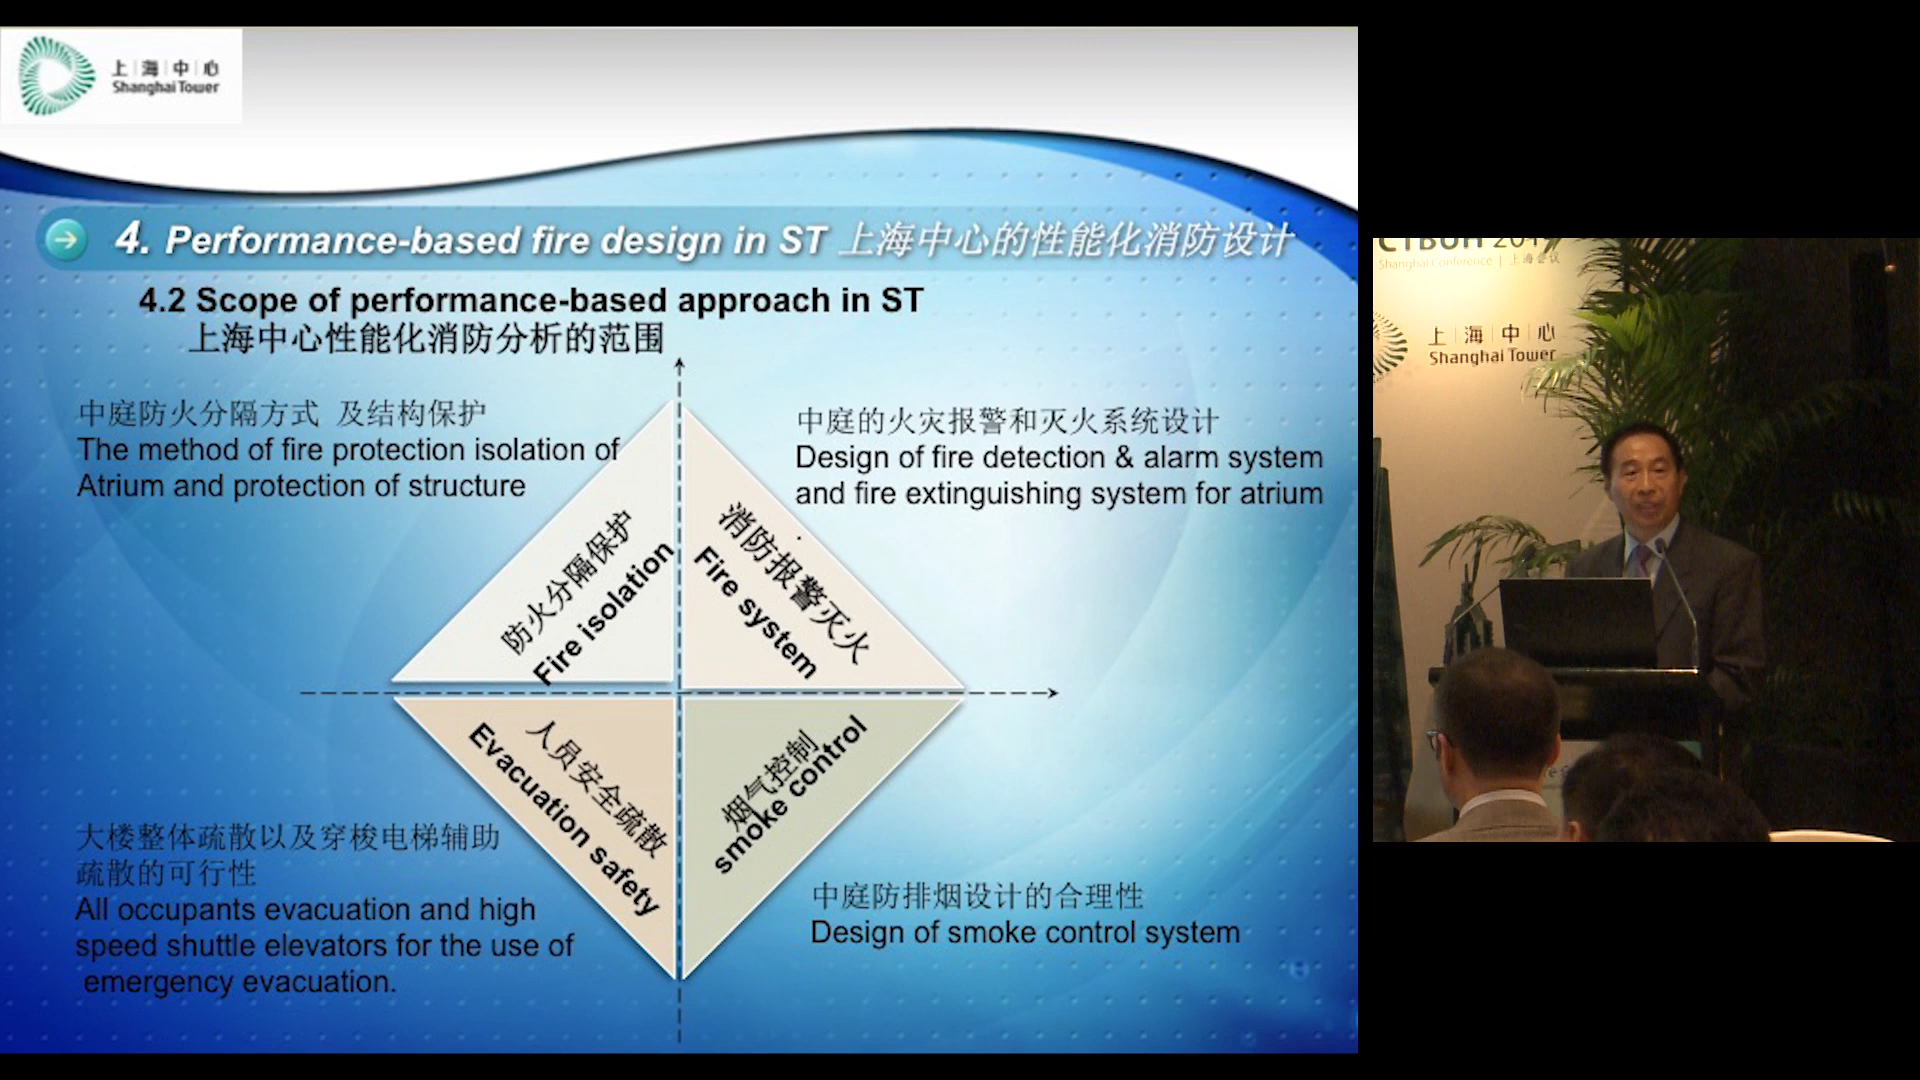 上海中心
Shanghai Tower
4. Performance-based fire design in ST 上海中心的性能化消防设计
4.2 Scope of performance-based approach in ST
上海中心性能化消防分析的范围
中庭防火分隔方式 及结构保护
The method of fire protection isolation of
Atrium and protection of structure
中庭的火灾报警和灭火系统设计
Design of fire detection & alarm system
and fire extinguishing system for atrium
防火分隔保护
Fire isolation
消防报警灭火
Fire system
人员安全疏散
Evacuation safety
烟气控制
smoke control
大楼整体疏散以及穿梭电梯辅助
疏散的可行性
All occupants evacuation and high
speed shuttle elevators for the use of
emergency evacuation.
中庭防排烟设计的合理性
Design of smoke control system
CTBUH
Shanghai Conference | 上海会议
上海中心
Shanghai Tower